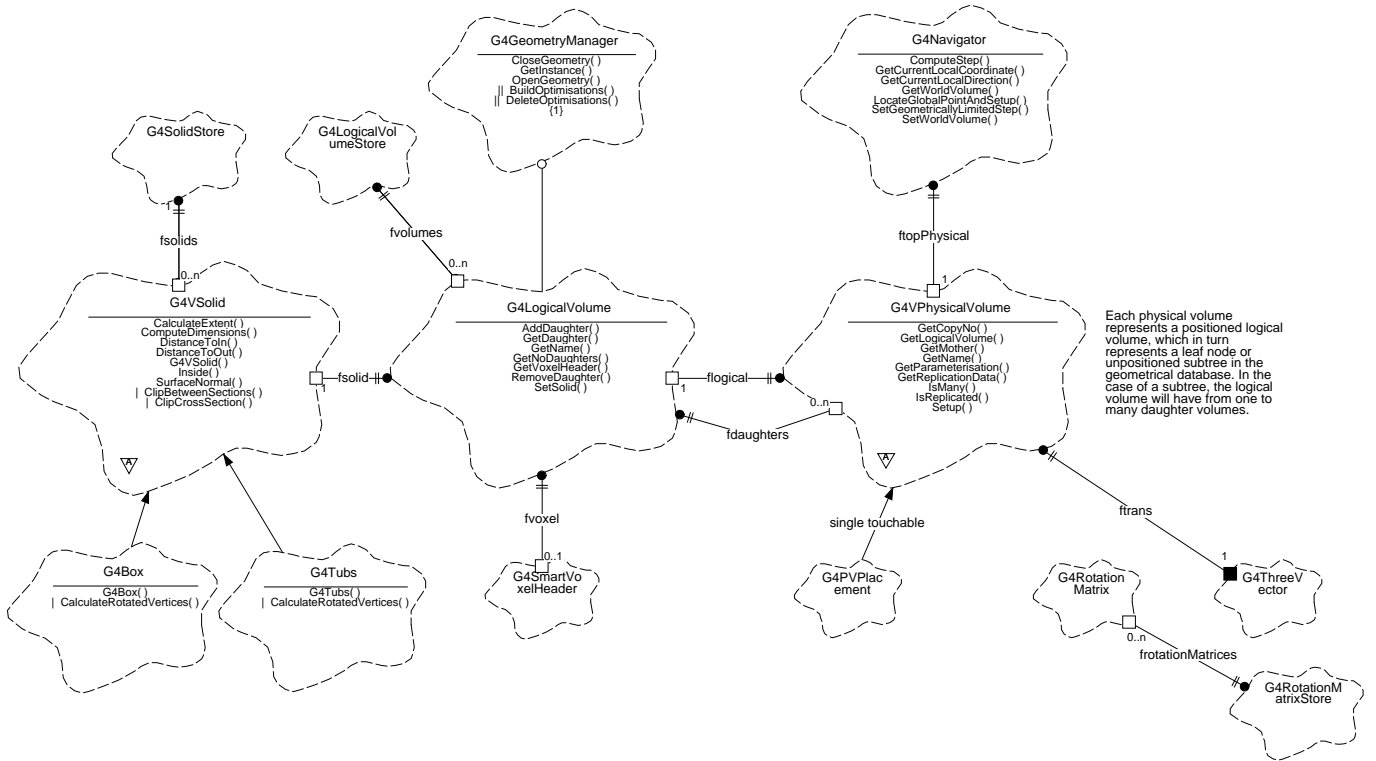 G4GeometryManager
CloseGeometry( )
GetInstance( )
OpenGeometry( )
|| BuildOptimisations( )
|| DeleteOptimisations( )
{1}
G4Navigator
ComputeStep( )
GetCurrentLocalCoordinate( )
GetCurrentLocalDirection( )
GetWorldVolume( )
LocateGlobalPointAndSetup( )
SetGeometricallyLimitedStep( )
SetWorldVolume( )
G4SolidStore
G4LogicalVol
umeStore
1
fsolids
0..n
fvolumes
0..n
ftopPhysical
1
G4VSolid
CalculateExtent( )
ComputeDimensions( )
DistanceToIn( )
DistanceToOut( )
G4VSolid( )
Inside( )
SurfaceNormal( )
| ClipBetweenSections( )
| ClipCrossSection( )
A
1
fsolid
G4LogicalVolume
AddDaughter( )
GetDaughter( )
GetName( )
GetNoDaughters( )
GetVoxelHeader( )
RemoveDaughter( )
SetSolid( )
1
flogical
0..n
fdaughters
G4VPhysicalVolume
GetCopyNo( )
GetLogicalVolume( )
GetMother( )
GetName( )
GetParameterisation( )
GetReplicationData( )
IsMany( )
IsReplicated( )
Setup( )
A
Each physical volume
represents a positioned logical
volume, which in turn
represents a leaf node or
unpositioned subtree in the
geometrical database. In the
case of a subtree, the logical
volume will have from one to
many daughter volumes.
fvoxel
0..1
single touchable
ftrans
1
G4Box
G4Box( )
| CalculateRotatedVertices( )
G4Tubs
G4Tubs( )
| CalculateRotatedVertices( )
G4SmartVo
xelHeader
G4PVPlac
ement
G4Rotation
Matrix
G4ThreeV
ector
0..n
frotationMatrices
G4RotationM
atrixStore